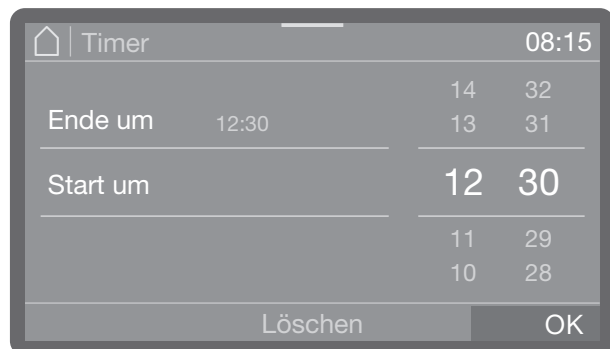 Timer 08:15
14 32
Ende um 12:30 13 31
Start um 12 30
11 29
10 28
Löschen OK